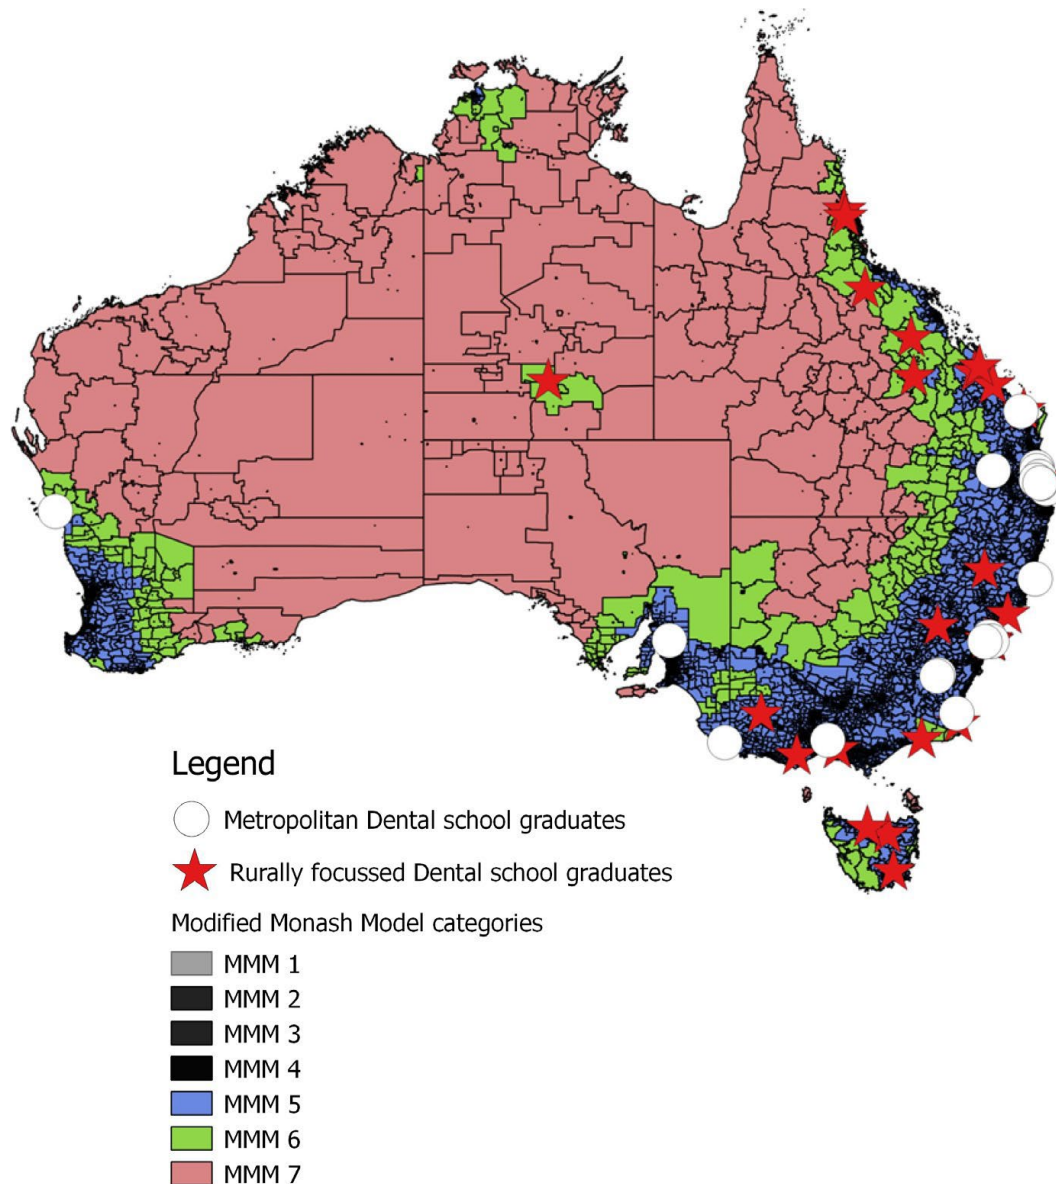 Legend
Metropolitan Dental school graduates
Rurally focussed Dental school graduates
Modified Monash Model categories
MMM 1
MMM 2
MMM 3
MMM 4
MMM 5
MMM 6
MMM 7